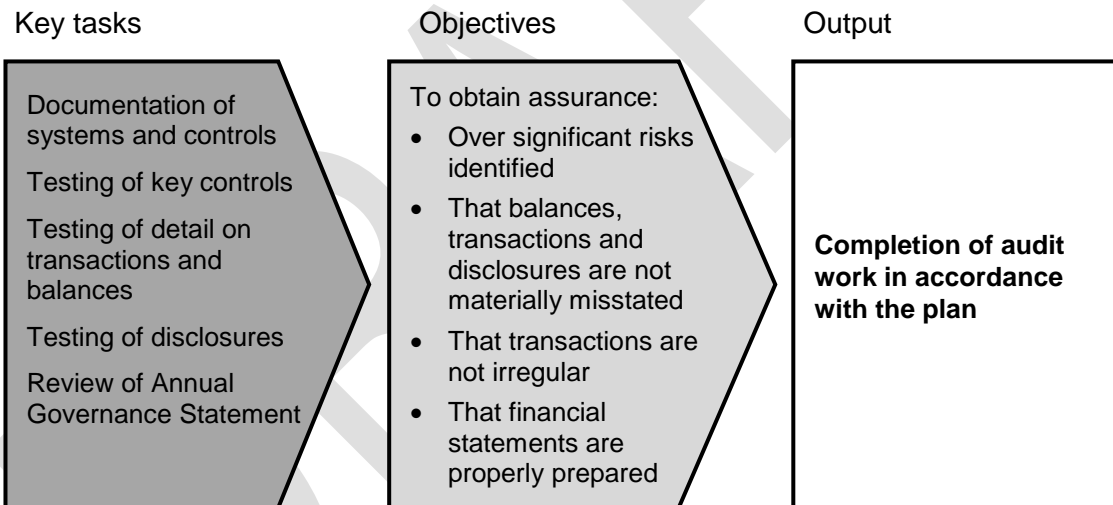 Key tasks
Objectives
Output
Documentation of
systems and controls
Testing of key controls
Testing of detail on
transactions and
balances
Testing of disclosures
Review of Annual
Governance Statement
To obtain assurance:
• Over significant risks
identified
• That balances,
transactions and
disclosures are not
materially misstated
• That transactions are
not irregular
• That financial
statements are
properly prepared
Completion of audit
work in accordance
with the plan